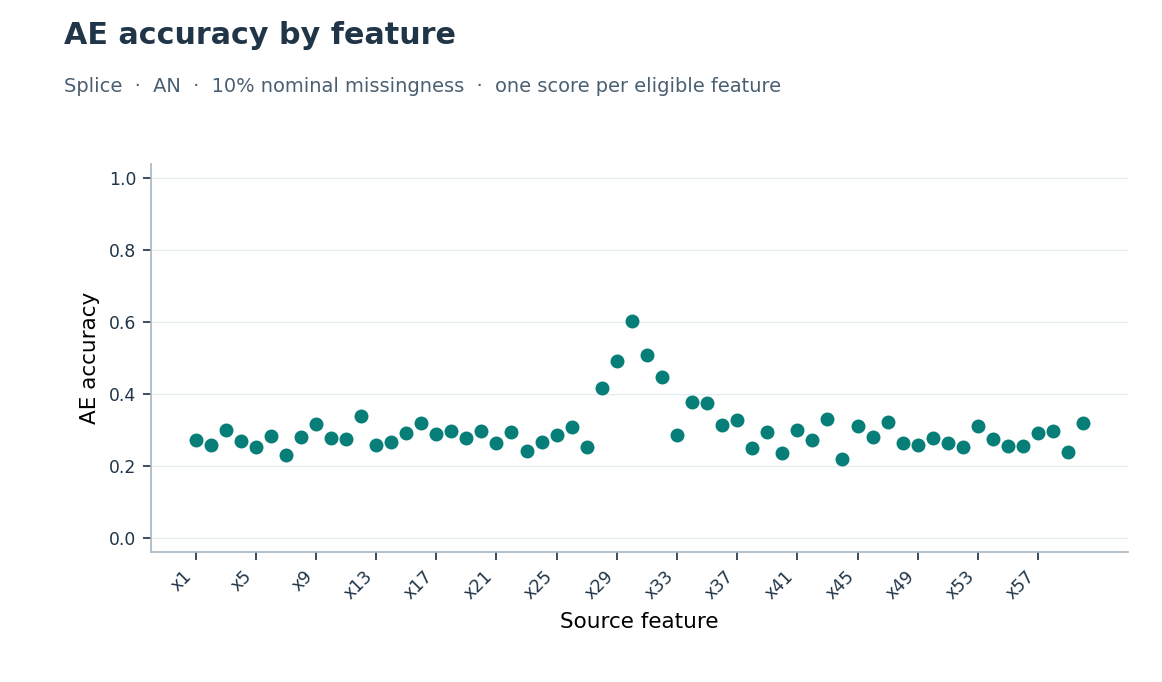 AE accuracy by feature
Splice · AN · 10% nominal missingness · one score per eligible feature
1.0
0.8
0.6
0.4
0.2
0.0
AE accuracy
x1 x5 x9 x13 x17 x21 x25 x29 x33 x37 x41 x45 x49 x53 x57
Source feature